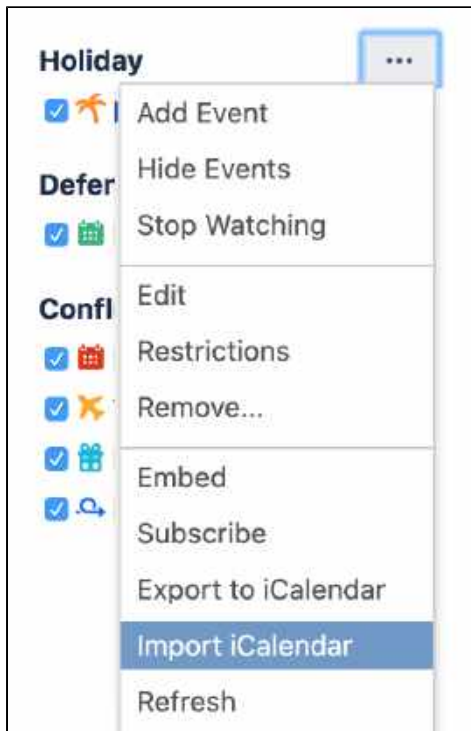 Holiday
...
Add Event
Hide Events
Defer
Stop Watching
Confl
Edit
Restrictions
Remove...
Embed
Subscribe
Export to iCalendar
Import iCalendar
Refresh